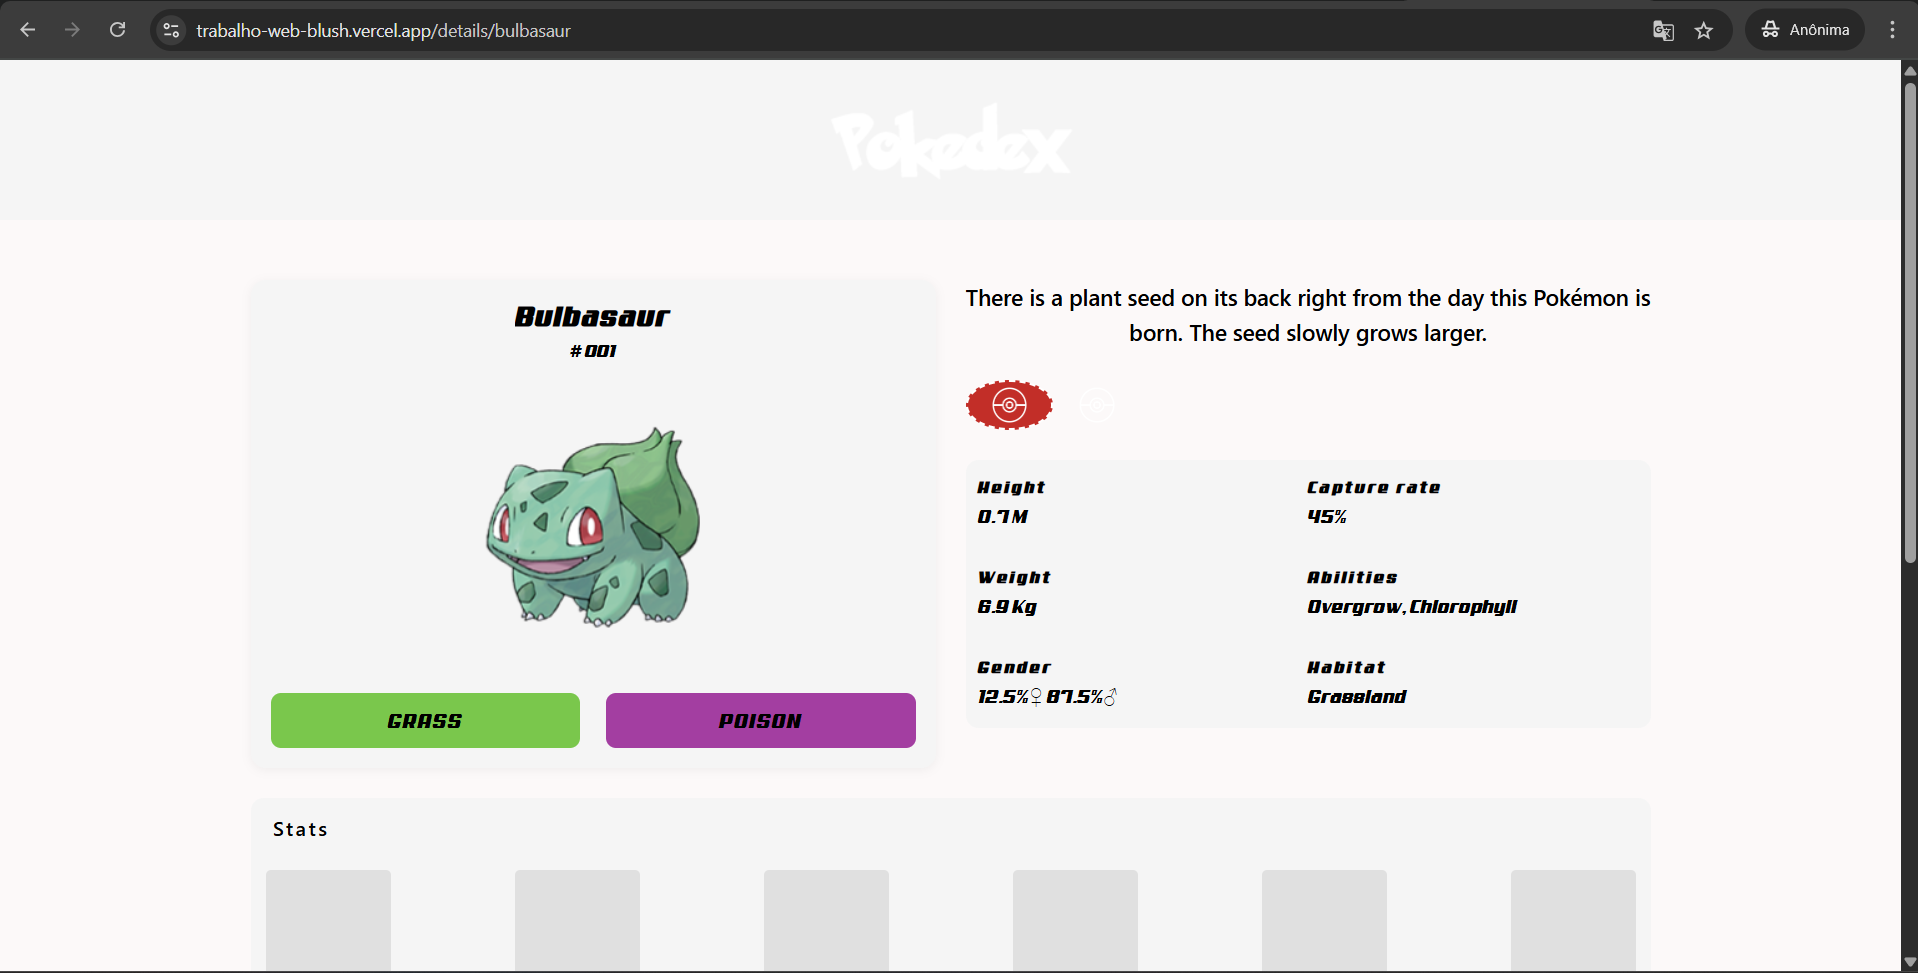 trabalho-web-blush.vercel.app/details/bulbasaur
Anônima
Pokedex
Bulbasaur
#001
GRASS
POISON
There is a plant seed on its back right from the day this Pokémon is
born. The seed slowly grows larger.
Height
0.7 M
Capture rate
45%
Weight
6.9 Kg
Abilities
Overgrow, Chlorophyll
Gender
12.5%♀ 87.5%♂
Habitat
Grassland
Stats